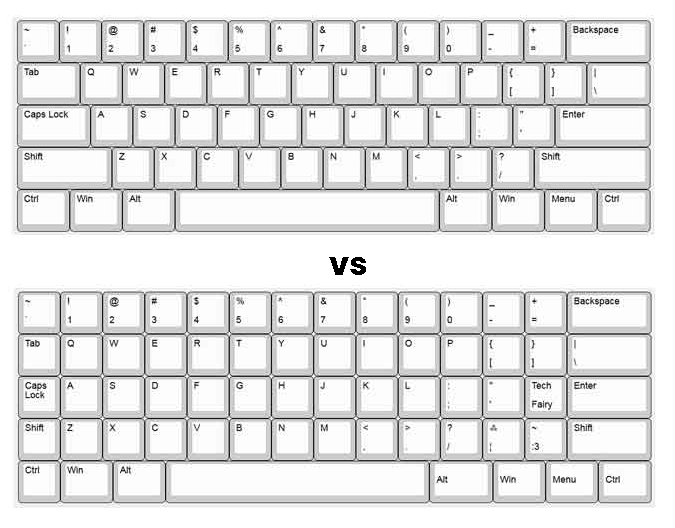 ~ ! @ # $ % ^ & * ( ) _ + Backspace
` 1 2 3 4 5 6 7 8 9 0 - =
Tab Q W E R T Y U I O P { } |
[ ] \
Caps Lock A S D F G H J K L : " Enter
; '
Shift Z X C V B N M < > ? Shift
, . /
Ctrl Win Alt Alt Win Menu Ctrl
vs
~ ! @ # $ % ^ & * ( ) _ + Backspace
` 1 2 3 4 5 6 7 8 9 0 - =
Tab Q W E R T Y U I O P { } |
[ ] \
Caps A S D F G H J K L : " Tech Enter
Lock ; ' Fairy
Shift Z X C V B N M < > ? ~ Shift
, . / ¦ :3
Ctrl Win Alt Alt Win Menu Ctrl